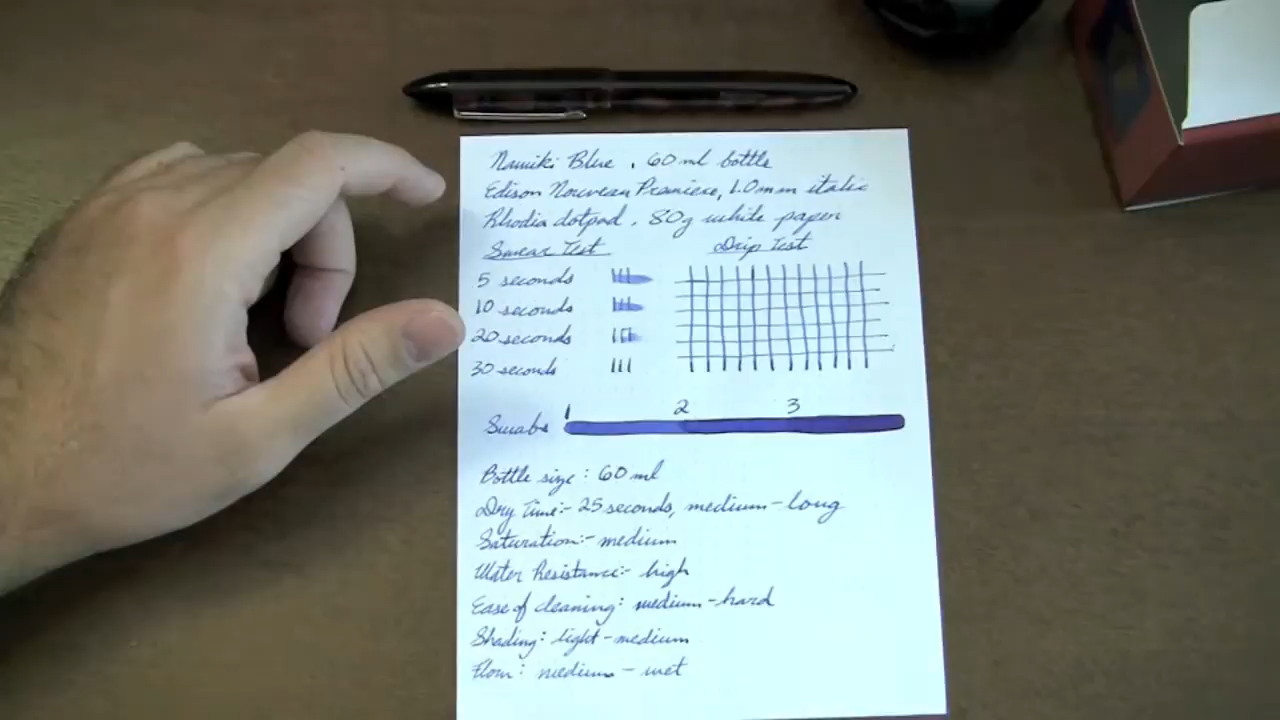 Namiki Blue, 60 ml bottle
Edison Nouveau Premiere, 1.0mm italic
Rhodia dotpad, 80g white paper
Smear Test Drip Test
5 seconds
10 seconds
20 seconds
30 seconds
1 2 3
Swabs
Bottle size: 60 ml
Dry Time:- 25 seconds, medium-long
Saturation:- medium
Water Resistance:- high
Ease of cleaning: medium-hard
Shading: light-medium
Flow: medium-wet